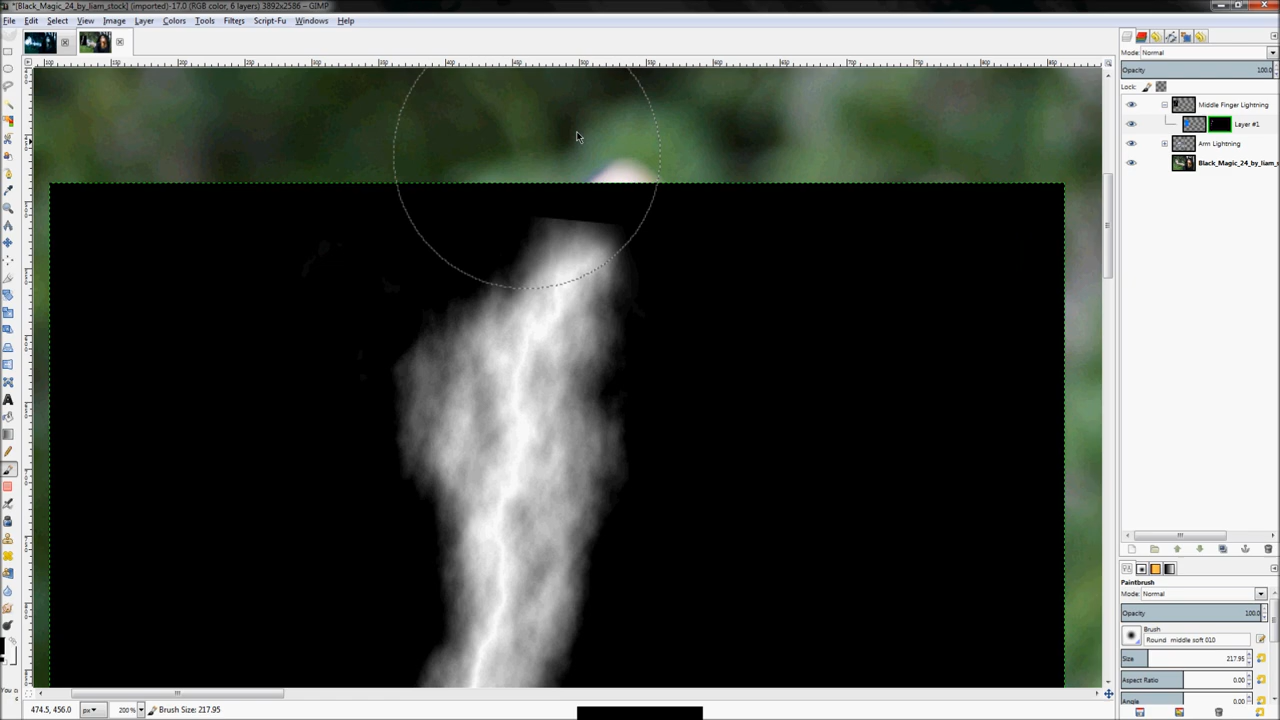 *[Black_Magic_24_by_liam_stock] (imported)-17.0 (RGB color, 6 layers) 3892x2586 – GIMP
File Edit Select View Image Layer Colors Tools Filters Script-Fu Windows Help
Mode: Normal
Opacity 100.0
Lock:
Middle Finger Lightning
Layer #1
Arm Lightning
Black_Magic_24_by_liam_s
Paintbrush
Mode: Normal
Opacity 100.0
Brush
Round middle soft 010
Size 217.95
Aspect Ratio 0.00
Angle 0.00
You c
474.5, 456.0 px 200% Brush Size: 217.95